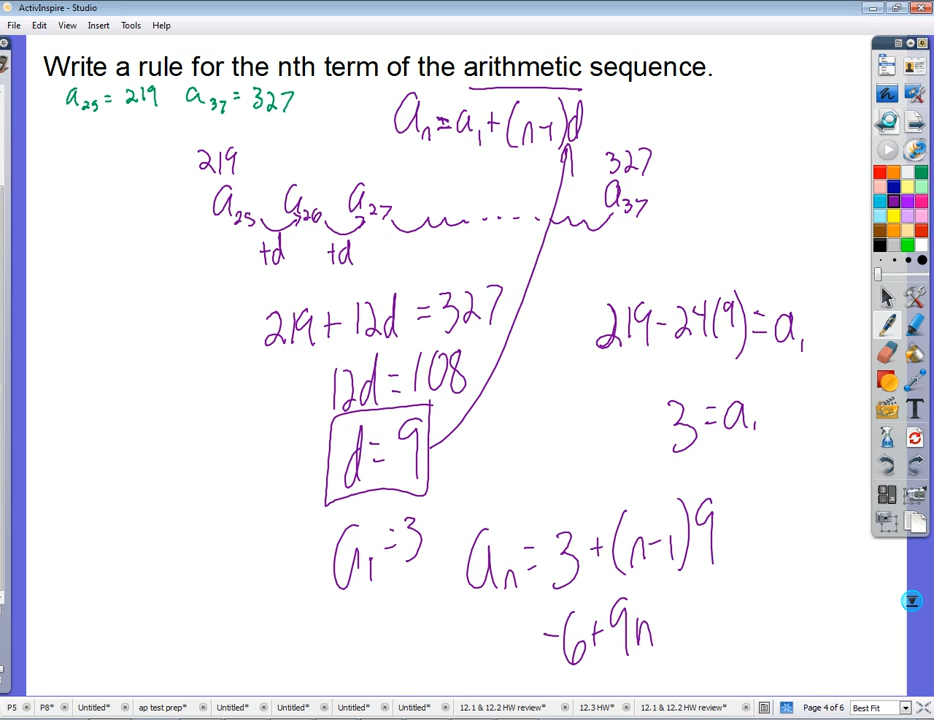 ActivInspire - Studio
File Edit View Insert Tools Help
Write a rule for the nth term of the arithmetic sequence.
a₂₅ = 219 a₃₇ = 327
aₙ = a₁ + (n-1)d
9
219 327
a₂₅ a₂₆ a₂₇ .... a₃₇
+d +d
219 + 12d = 327
219 - 24(9) = a₁
12d = 108
3 = a₁
d = 9
a₁ = 3 aₙ = 3 + (n-1)9
-6 + 9n
P5 P8* Untitled* ap test prep* Untitled* Untitled* Untitled* Untitled* 12.1 & 12.2 HW review* 12.3 HW* 12.1 & 12.2 HW review* Page 4 of 6 Best Fit